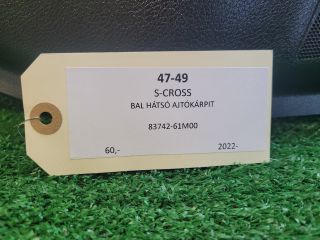 47-49
S-CROSS
BAL HÁTSÓ AJTÓKÁRPIT
83742-61M00
60,- 2022-